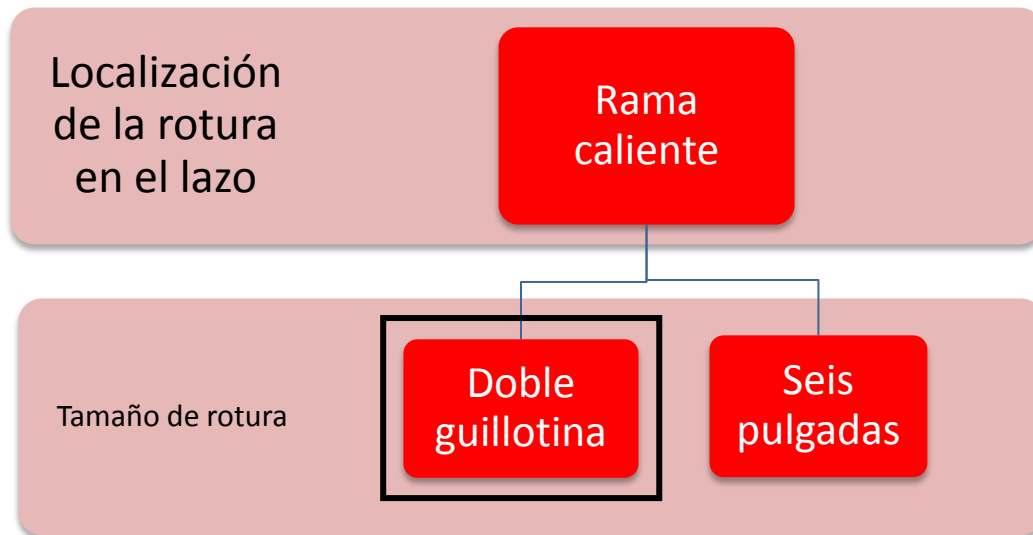 Localización
de la rotura
en el lazo
Rama
caliente
Tamaño de rotura
Doble
guillotina
Seis
pulgadas